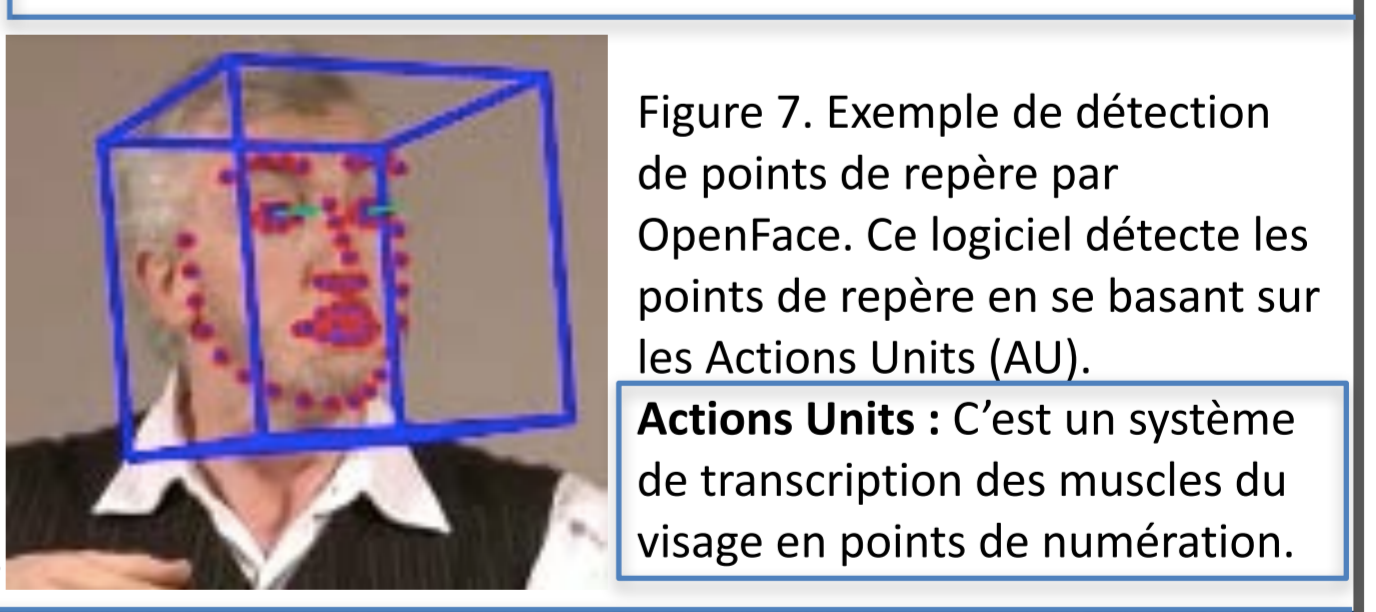 Figure 7. Exemple de détection
de points de repère par
OpenFace. Ce logiciel détecte les
points de repère en se basant sur
les Actions Units (AU).
Actions Units : C’est un système
de transcription des muscles du
visage en points de numération.